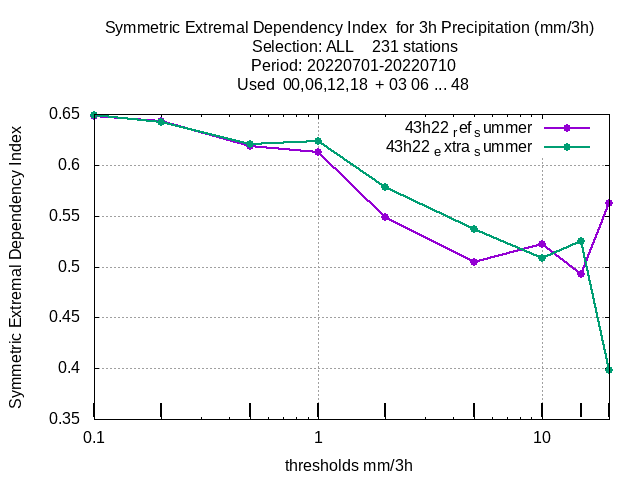 Symmetric Extremal Dependency Index  for 3h Precipitation (mm/3h)
Selection: ALL    231 stations
Period: 20220701-20220710
Used  00,06,12,18  + 03 06 ... 48
43h22 ref summer
43h22 extra summer
0.65
0.6
0.55
0.5
0.45
0.4
0.35
Symmetric Extremal Dependency Index
0.1
1
10
thresholds mm/3h